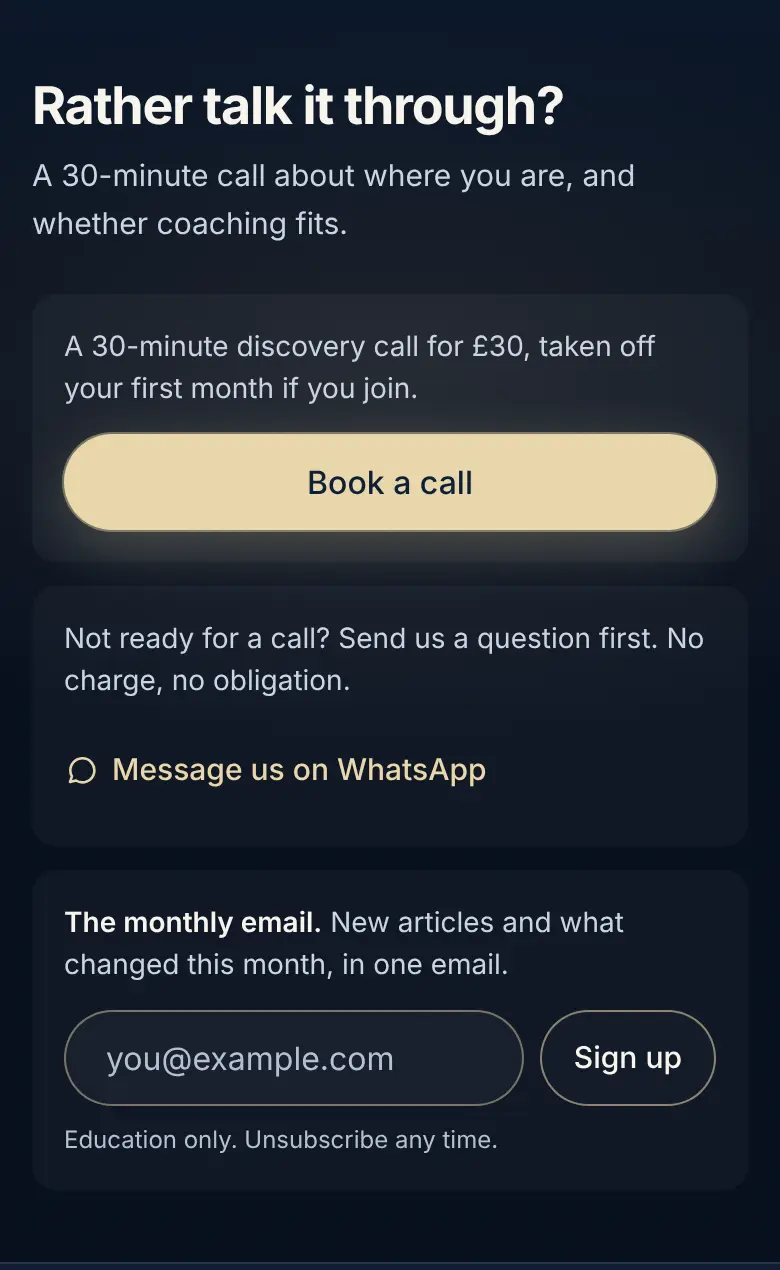 Rather talk it through?
A 30-minute call about where you are, and
whether coaching fits.
A 30-minute discovery call for £30, taken off
your first month if you join.
Book a call
Not ready for a call? Send us a question first. No
charge, no obligation.
Message us on WhatsApp
The monthly email. New articles and what
changed this month, in one email.
you@example.com
Sign up
Education only. Unsubscribe any time.